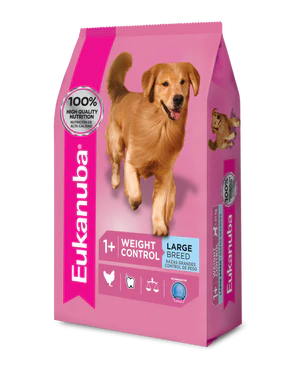 100%
HIGH QUALITY
NUTRITION
NUTRICIÓN DE
ALTA CALIDAD
Eukanuba
1+
WEIGHT
CONTROL
LARGE
BREED
RAZAS GRANDES
CONTROL DE PESO